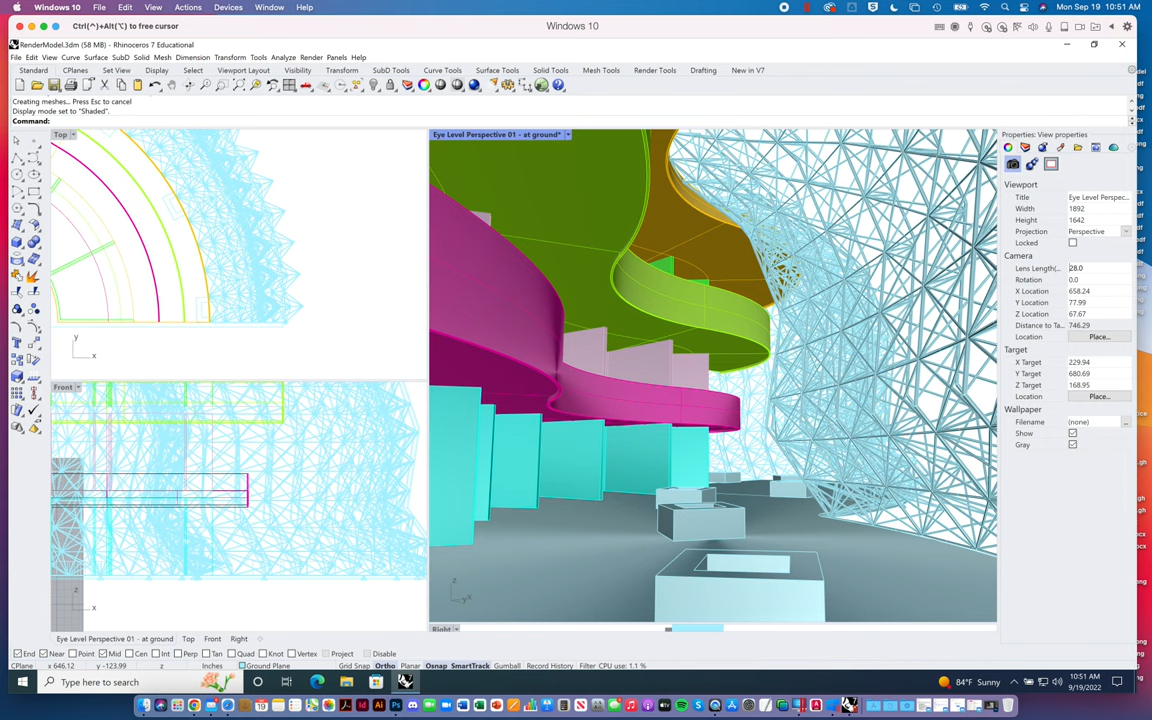 Windows 10 File Edit View Actions Devices Window Help Mon Sep 19 10:51 AM
Ctrl(^)+Alt(⌥) to free cursor Windows 10
RenderModel.3dm (58 MB) - Rhinoceros 7 Educational
File Edit View Curve Surface SubD Solid Mesh Dimension Transform Tools Analyze Render Panels Help
Standard CPlanes Set View Display Select Viewport Layout Visibility Transform SubD Tools Curve Tools Surface Tools Solid Tools Mesh Tools Render Tools Drafting New in V7
Creating meshes... Press Esc to cancel
Display mode set to "Shaded".
Command:
Top
Eye Level Perspective 01 - at ground*
Properties: View properties
Viewport
Title Eye Level Perspec...
Width 1892
Height 1642
Projection Perspective
Locked
Camera
Lens Length(... 28.0
Rotation 0.0
X Location 658.24
Y Location 77.99
Z Location 67.67
Distance to Ta... 746.29
Location Place...
Target
X Target 229.94
Y Target 680.69
Z Target 168.95
Location Place...
Wallpaper
Filename (none) ...
Show
Gray
y
x
Front
z
x
z
y x
Right
Eye Level Perspective 01 - at ground Top Front Right
End Near Point Mid Cen Int Perp Tan Quad Knot Vertex Project Disable
CPlane x 646.12 y -123.99 z Inches Ground Plane Grid Snap Ortho Planar Osnap SmartTrack Gumball Record History Filter CPU use: 1.1 %
Type here to search
84°F Sunny
10:51 AM
9/19/2022